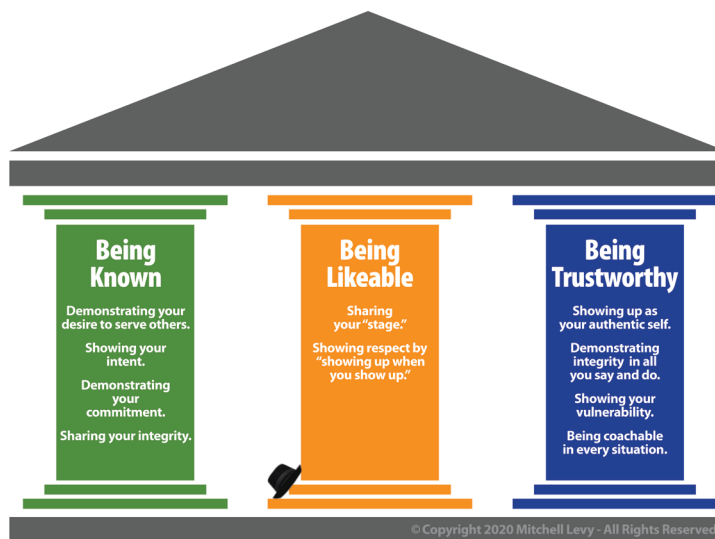 Being
Known
Demonstrating your
desire to serve others.
Showing your
intent.
Demonstrating
your
commitment.
Sharing your integrity.
Being
Likeable
Sharing
your "stage."
Showing respect by
"showing up when
you show up."
Being
Trustworthy
Showing up as
your authentic self.
Demonstrating
integrity in all
you say and do.
Showing your
vulnerability.
Being coachable
in every situation.
© Copyright 2020 Mitchell Levy - All Rights Reserved